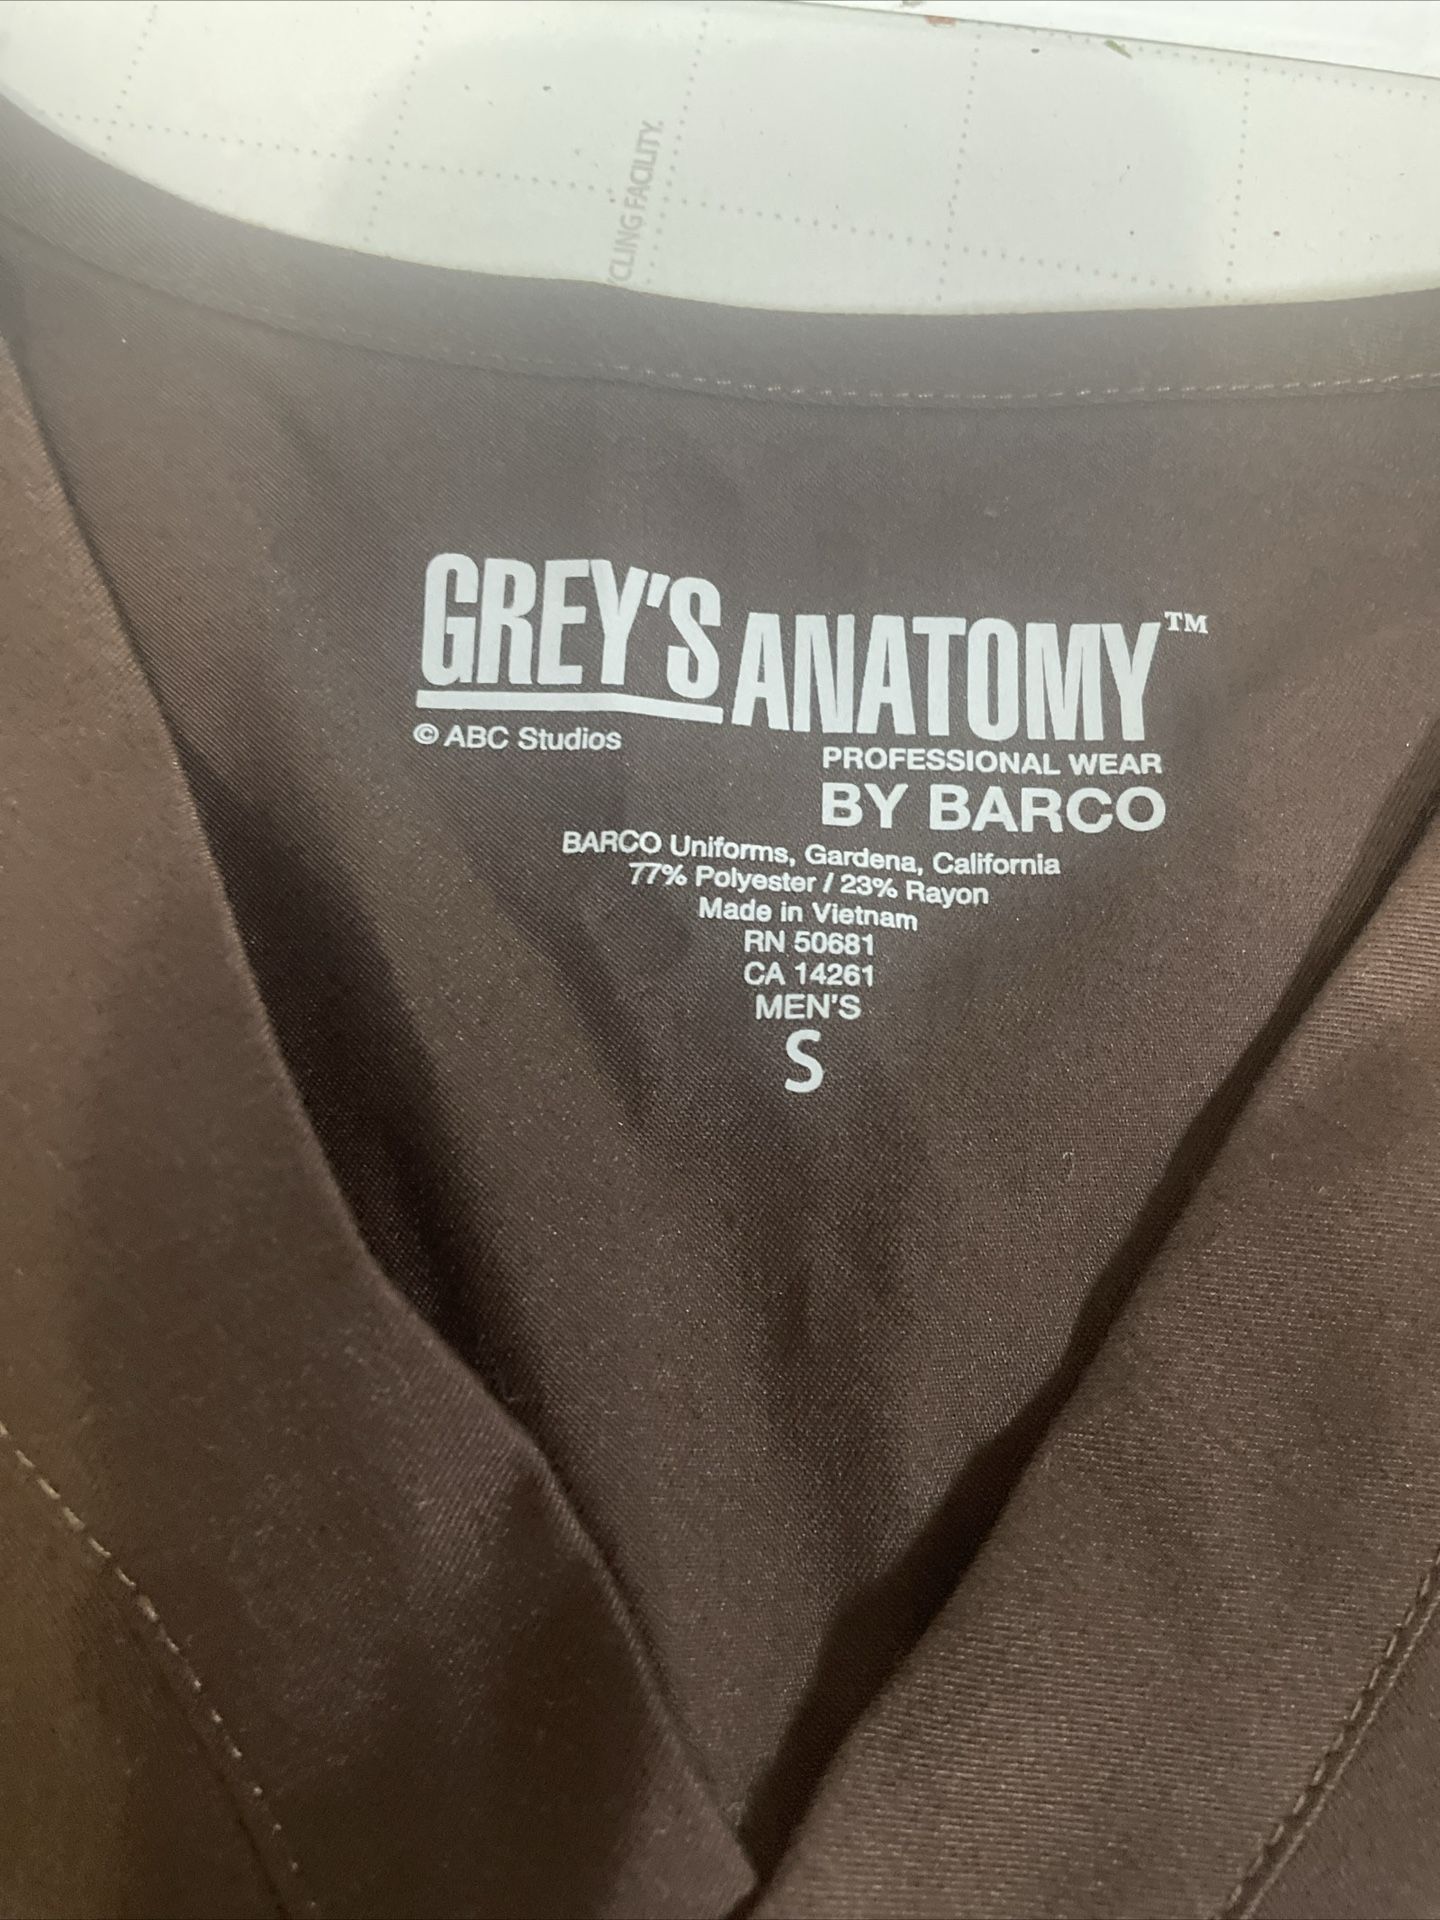 CLING FACILITY.
GREY'S ANATOMY™
© ABC Studios
PROFESSIONAL WEAR
BY BARCO
BARCO Uniforms, Gardena, California
77% Polyester / 23% Rayon
Made in Vietnam
RN 50681
CA 14261
MEN'S
S